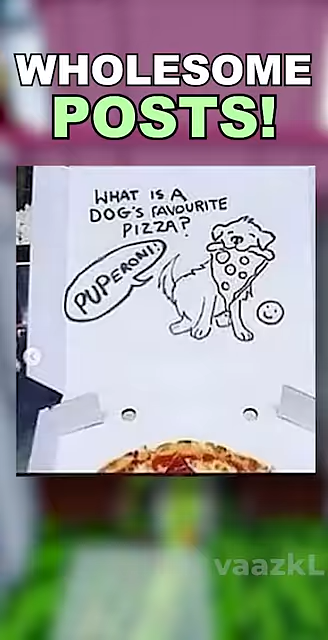 WHOLESOME
POSTS!
WHAT IS A
DOG'S FAVOURITE
PIZZA?
PUPERONI!
vaazkL